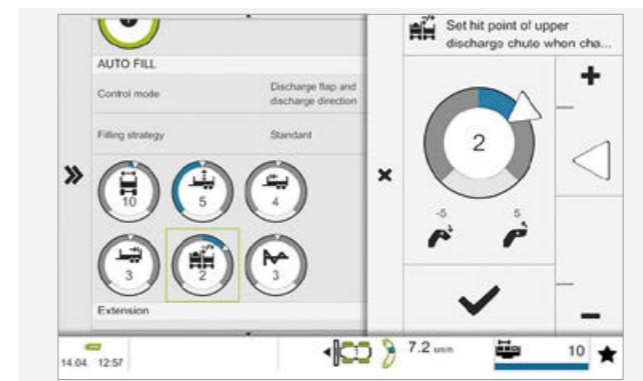 Set hit point of upper
discharge chute when cha...
AUTO FILL
Control mode
Discharge flap and
discharge direction
Filling strategy
Standard
10
5
4
3
2
3
Extension
2
-5
5
14.04.
12:57
1
7.2
10